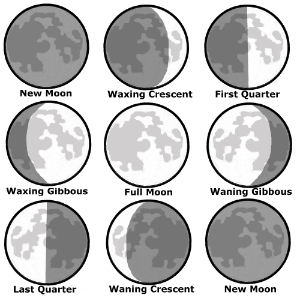 New Moon
Waxing Crescent
First Quarter
Waxing Gibbous
Full Moon
Waning Gibbous
Last Quarter
Waning Crescent
New Moon